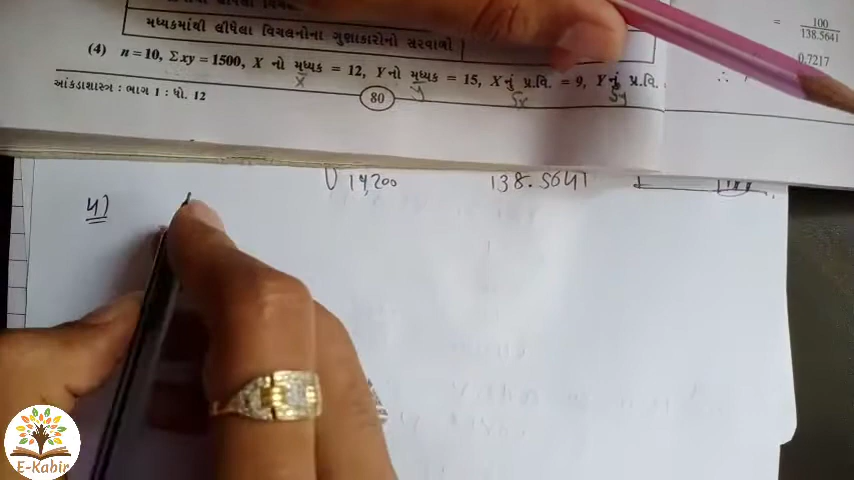 = 100
138.5641
0.7217
∴
મધ્યકમાંથી લીધેલા વિચલનોના ગુણાકારોનો સરવાળો
(4) n = 10, Σxy = 1500, X નો મધ્યક = 12, Y નો મધ્યક = 15, X નું પ્ર.વિ. = 9, Y નું પ્ર.વિ.
x̄ ȳ Sx Sy
આંકડાશાસ્ત્ર : ભાગ 1 : ધો. 12
80
138.5641
4)
E-Kabir